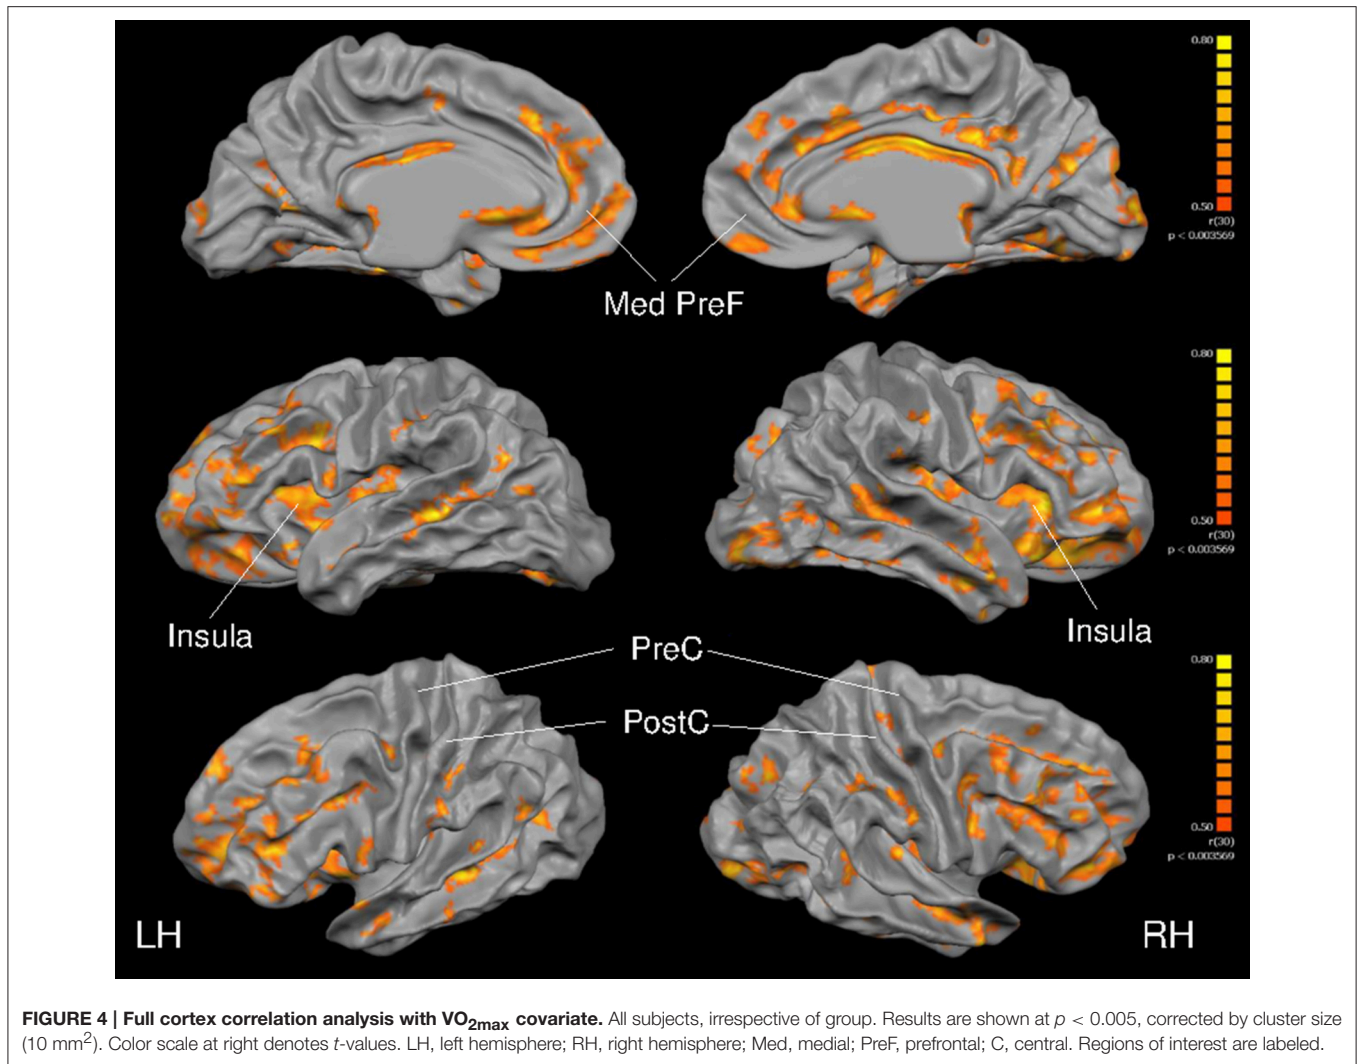 0.80
0.50
r(30)
p < 0.003569
Med PreF
0.80
0.50
r(30)
p < 0.003569
Insula
Insula
0.80
PreC
PostC
0.50
r(30)
p < 0.003569
LH
RH
FIGURE 4 | Full cortex correlation analysis with VO2max covariate. All subjects, irrespective of group. Results are shown at p < 0.005, corrected by cluster size
(10 mm²). Color scale at right denotes t-values. LH, left hemisphere; RH, right hemisphere; Med, medial; PreF, prefrontal; C, central. Regions of interest are labeled.